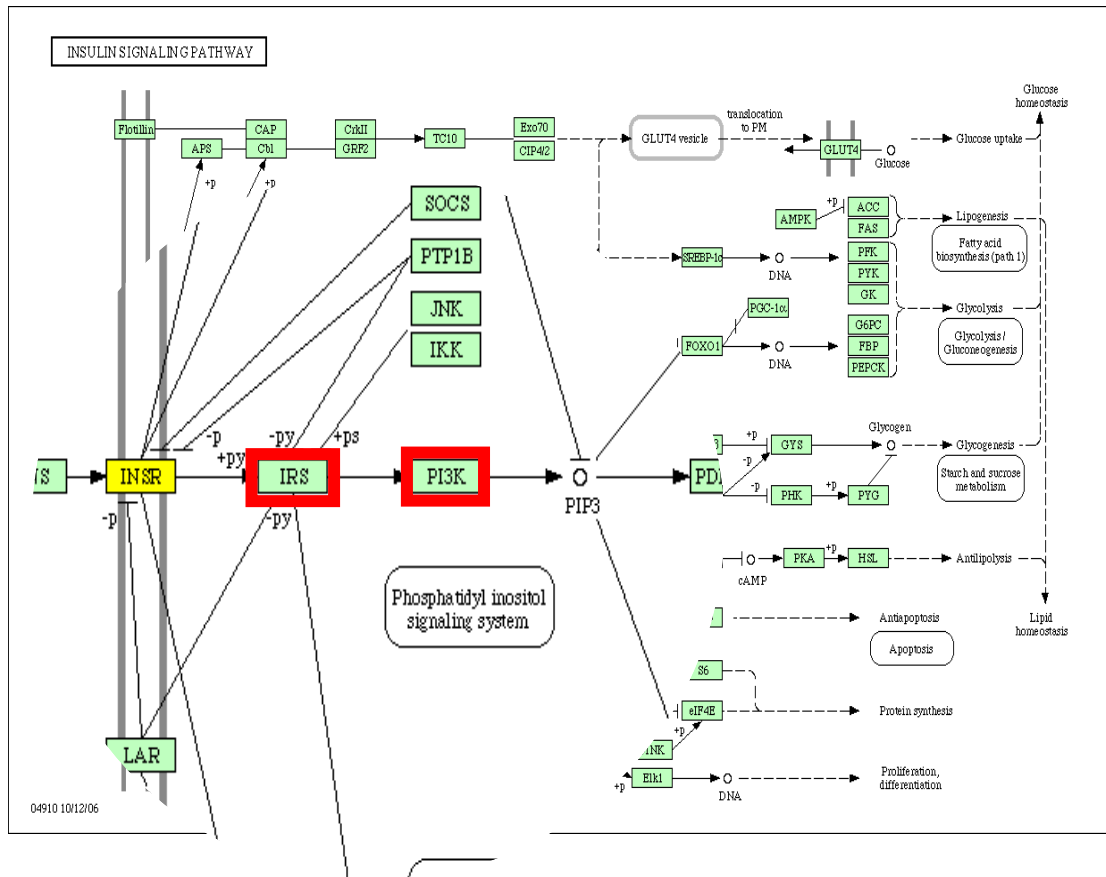 INSULIN SIGNALING PATHWAY
Glucose
homeostasis
Flotillin
CAP
APS
Cbl
CrkII
GRF2
TC10
Exo70
CIP4/2
GLUT4 vesicle
translocation
to PM
GLUT4
Glucose
Glucose uptake
+p
+p
SOCS
PTP1B
JNK
IKK
AMPK
+p
ACC
FAS
Lipogenesis
Fatty acid
biosynthesis (path 1)
SREBP-1c
DNA
PFK
PYK
GK
PGC-1α
Glycolysis
Glycolysis /
Gluconeogenesis
FOXO1
DNA
G6PC
FBP
PEPCK
-p
+py
-py
+ps
INSR
IRS
PI3K
PIP3
-p
-py
+p
-p
-p
GYS
Glycogen
Glycogenesis
Starch and sucrose
metabolism
PHK
+p
PYG
cAMP
PKA
+p
HSL
Antilipolysis
Phosphatidyl inositol
signaling system
Antiapoptosis
Apoptosis
Lipid
homeostasis
S6
eIF4E
Protein synthesis
+p
LAR
+p
Elk1
DNA
Proliferation,
differentiation
04910 10/12/06